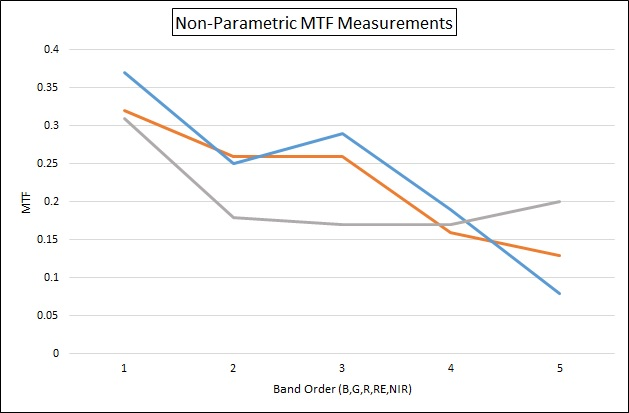 Non-Parametric MTF Measurements
0.4
0.35
0.3
0.25
0.2
0.15
0.1
0.05
0
MTF
1 2 3 4 5
Band Order (B,G,R,RE,NIR)